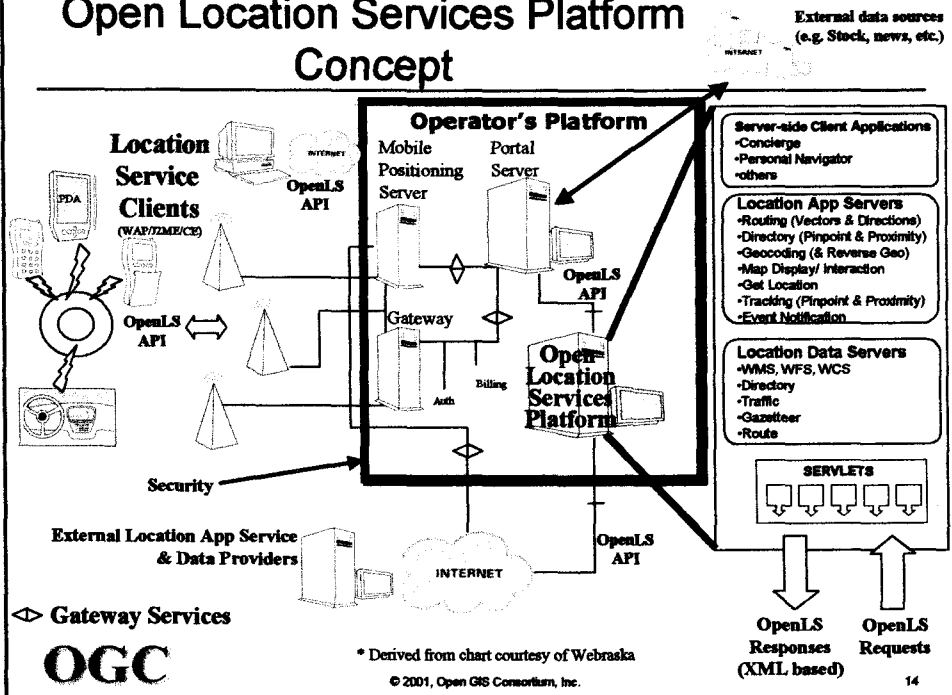 Open Location Services Platform
Concept
External data sources
(e.g. Stock, news, etc.)
INTERNET
Location
Service
Clients
(WAP/J2ME/CE)
PDA
INTERNET
OpenLS
API
OpenLS
API
Operator's Platform
Mobile
Positioning
Server
Portal
Server
OpenLS
API
Gateway
Auth
Billing
Open
Location
Services
Platform
Security
External Location App Service
& Data Providers
INTERNET
OpenLS
API
Server-side Client Applications
•Concierge
•Personal Navigator
•others
Location App Servers
•Routing (Vectors & Directions)
•Directory (Pinpoint & Proximity)
•Geocoding (& Reverse Geo)
•Map Display/ Interaction
•Get Location
•Tracking (Pinpoint & Proximity)
•Event Notification
Location Data Servers
•WMS, WFS, WCS
•Directory
•Traffic
•Gazetteer
•Route
SERVLETS
OpenLS
Responses
(XML based)
OpenLS
Requests
Gateway Services
OGC
* Derived from chart courtesy of Webraska
© 2001, Open GIS Consortium, Inc.
14